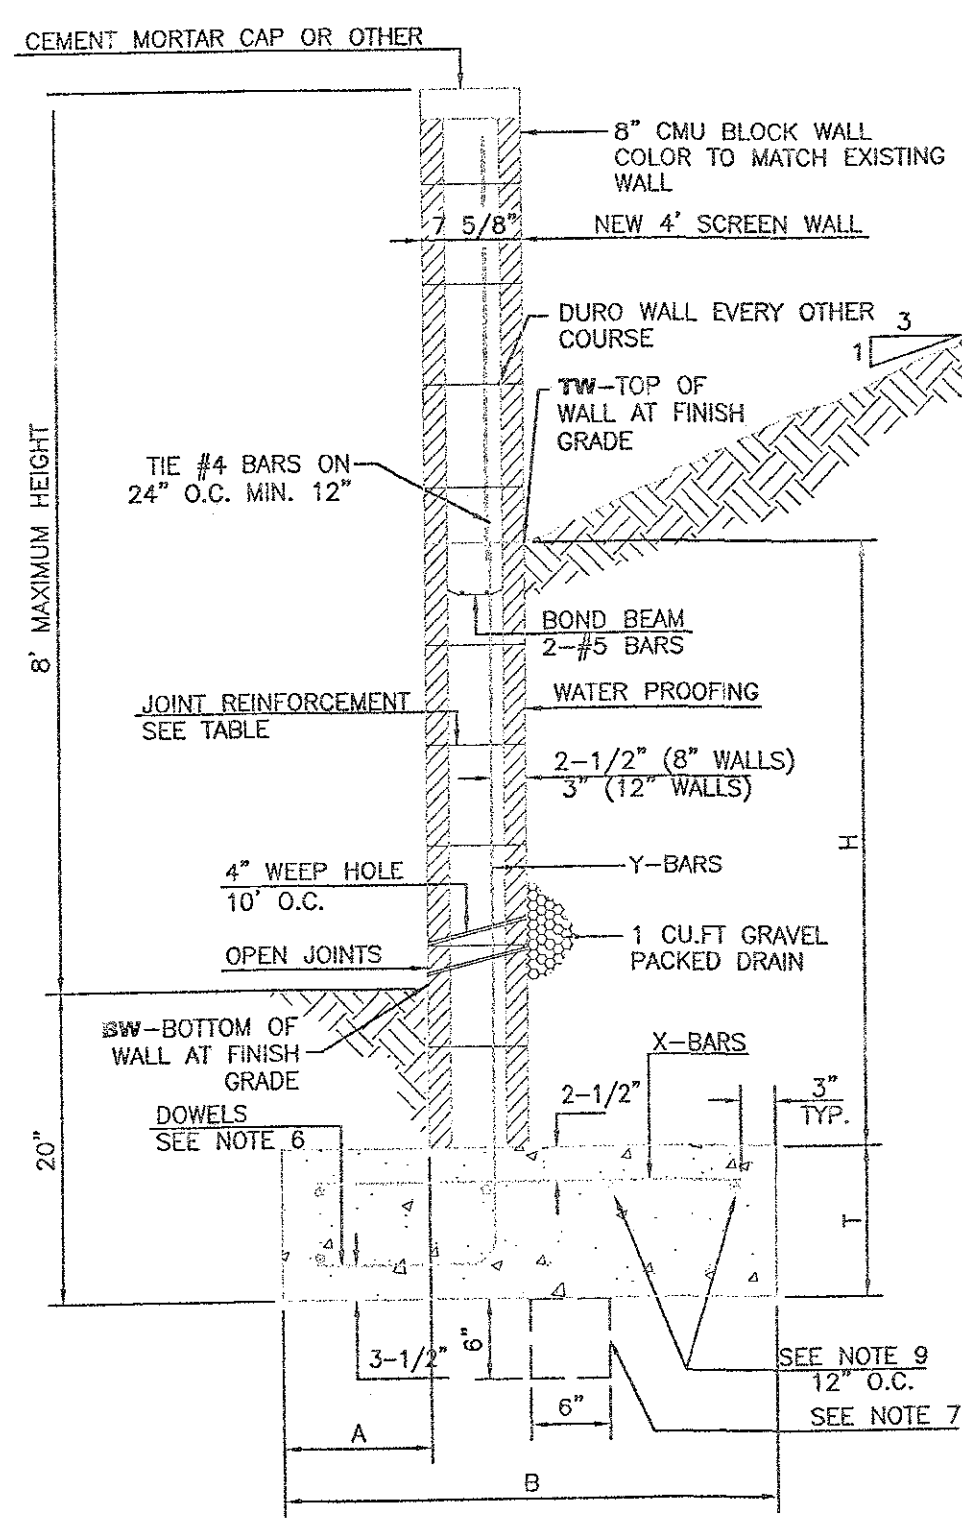 CEMENT MORTAR CAP OR OTHER
8" CMU BLOCK WALL
COLOR TO MATCH EXISTING
WALL
7 5/8"
NEW 4' SCREEN WALL
DURO WALL EVERY OTHER
COURSE
3
1
TW-TOP OF
WALL AT FINISH
GRADE
TIE #4 BARS ON
24" O.C. MIN. 12"
8' MAXIMUM HEIGHT
BOND BEAM
2-#5 BARS
WATER PROOFING
JOINT REINFORCEMENT
SEE TABLE
2-1/2" (8" WALLS)
3" (12" WALLS)
H
4" WEEP HOLE
10' O.C.
Y-BARS
OPEN JOINTS
1 CU.FT GRAVEL
PACKED DRAIN
BW-BOTTOM OF
WALL AT FINISH
GRADE
X-BARS
2-1/2"
3"
TYP.
DOWELS
SEE NOTE 6
20"
T
3-1/2"
6"
6"
SEE NOTE 9
12" O.C.
SEE NOTE 7
A
B